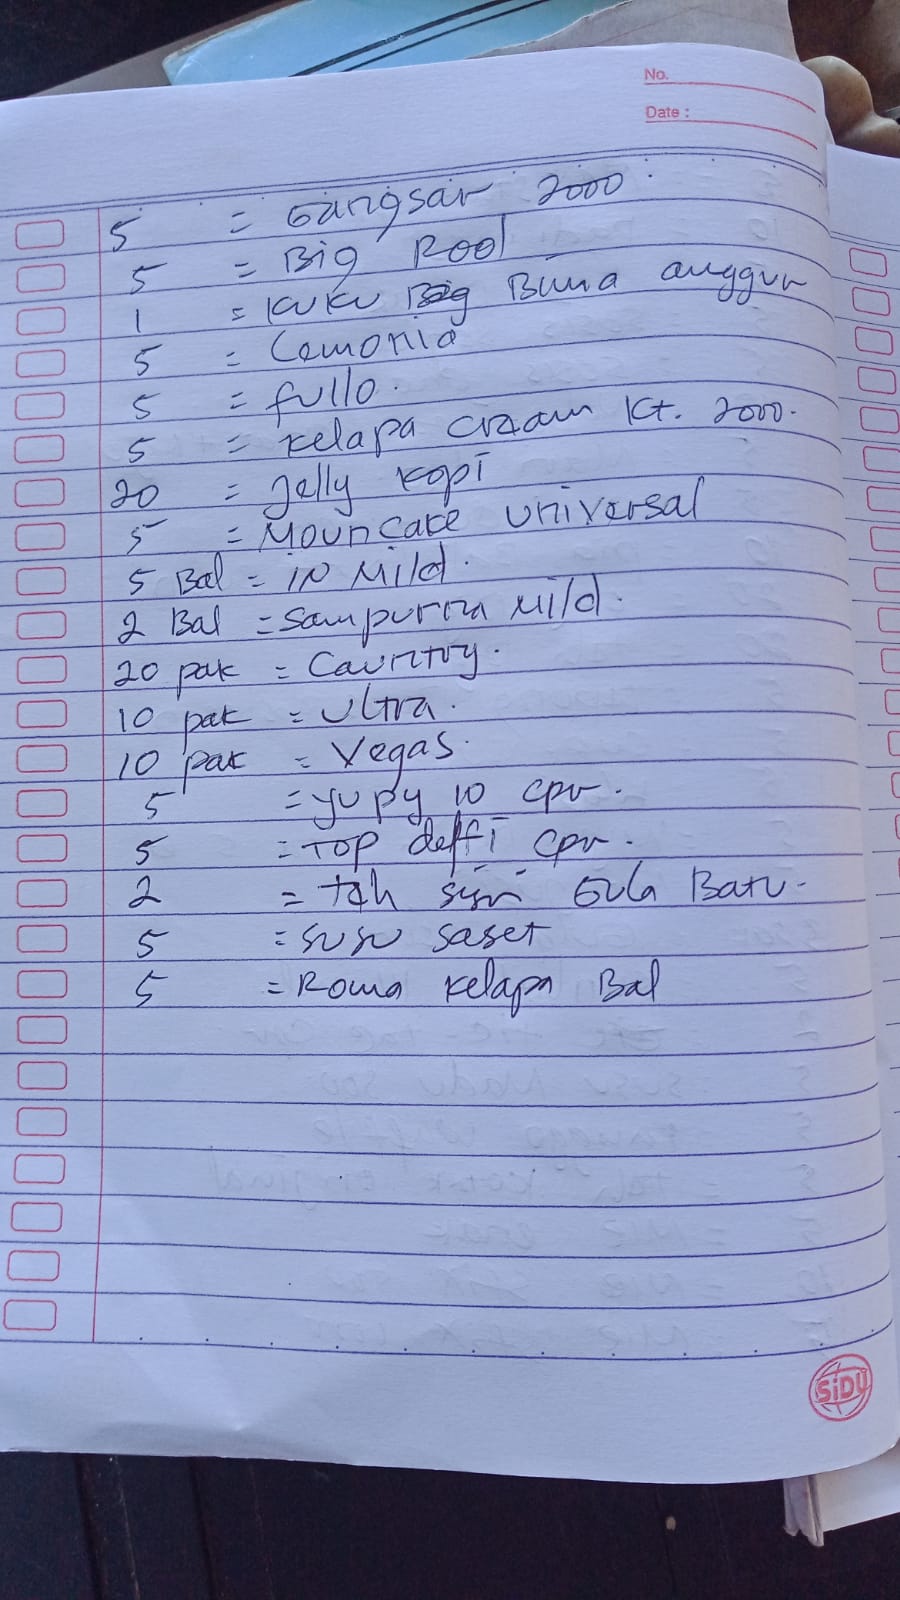 No.
Date :
5 = Gangsar 2000.
5 = Big Rool
1 = KUKU Big Bima anggur
5 = Lemonia
5 = fullo.
5 = Kelapa cream Kt. 2000.
20 = Jelly kopi
5 = Mouncake universal
5 Bal = IN Mild.
2 Bal = Sampurna Mild.
20 pak = Cauntry.
10 pak = Ultra.
10 pak = Vegas.
5 = yupy 10 cpr.
5 = TOP delfi cpr.
2 = teh sisri Gula Batu.
5 = susu saset
5 = Roma kelapa Bal
SiDU